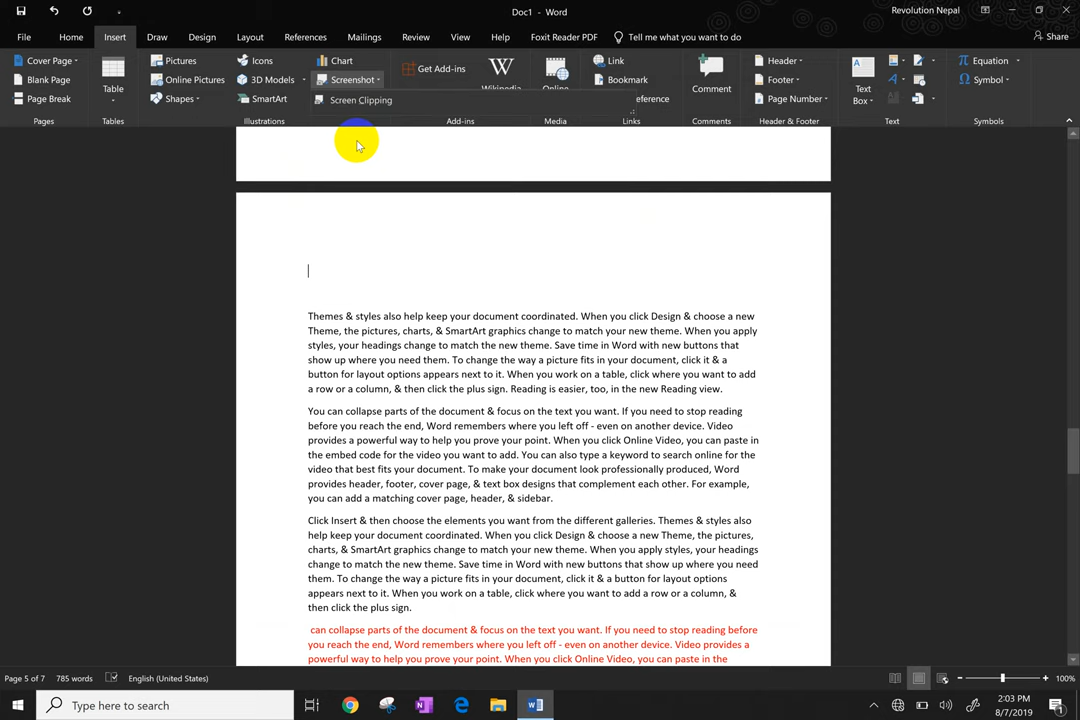 Doc1 - Word
Revolution Nepal
File Home Insert Draw Design Layout References Mailings Review View Help Foxit Reader PDF Tell me what you want to do Share
Cover Page
Blank Page
Page Break
Pages
Table
Tables
Pictures
Online Pictures
Shapes
Icons
3D Models
SmartArt
Illustrations
Chart
Screenshot
Screen Clipping
Get Add-ins
Wikipedia
Add-ins
Online
Media
Link
Bookmark
eference
Links
Comment
Comments
Header
Footer
Page Number
Header & Footer
Text
Box
Text
Equation
Symbol
Symbols
Themes & styles also help keep your document coordinated. When you click Design & choose a new
Theme, the pictures, charts, & SmartArt graphics change to match your new theme. When you apply
styles, your headings change to match the new theme. Save time in Word with new buttons that
show up where you need them. To change the way a picture fits in your document, click it & a
button for layout options appears next to it. When you work on a table, click where you want to add
a row or a column, & then click the plus sign. Reading is easier, too, in the new Reading view.
You can collapse parts of the document & focus on the text you want. If you need to stop reading
before you reach the end, Word remembers where you left off - even on another device. Video
provides a powerful way to help you prove your point. When you click Online Video, you can paste in
the embed code for the video you want to add. You can also type a keyword to search online for the
video that best fits your document. To make your document look professionally produced, Word
provides header, footer, cover page, & text box designs that complement each other. For example,
you can add a matching cover page, header, & sidebar.
Click Insert & then choose the elements you want from the different galleries. Themes & styles also
help keep your document coordinated. When you click Design & choose a new Theme, the pictures,
charts, & SmartArt graphics change to match your new theme. When you apply styles, your headings
change to match the new theme. Save time in Word with new buttons that show up where you need
them. To change the way a picture fits in your document, click it & a button for layout options
appears next to it. When you work on a table, click where you want to add a row or a column, &
then click the plus sign.
can collapse parts of the document & focus on the text you want. If you need to stop reading before
you reach the end, Word remembers where you left off - even on another device. Video provides a
powerful way to help you prove your point. When you click Online Video, you can paste in the
Page 5 of 7 785 words English (United States) 100%
Type here to search
2:03 PM
8/7/2019